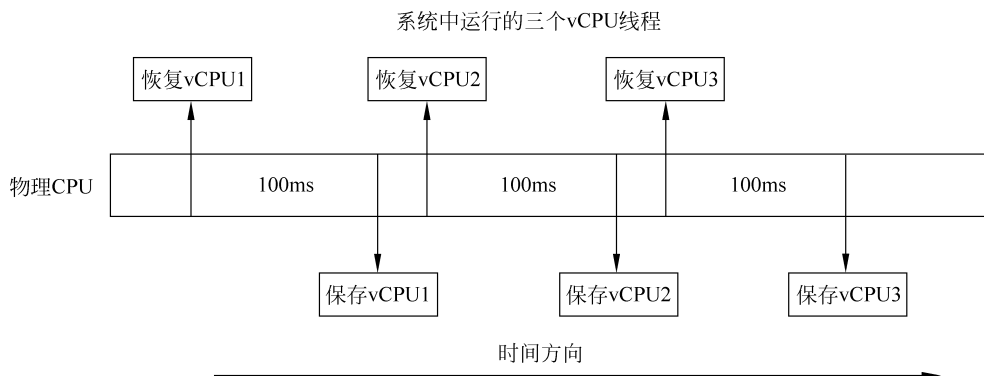 系统中运行的三个vCPU线程
恢复vCPU1
恢复vCPU2
恢复vCPU3
物理CPU
100ms
100ms
100ms
保存vCPU1
保存vCPU2
保存vCPU3
时间方向